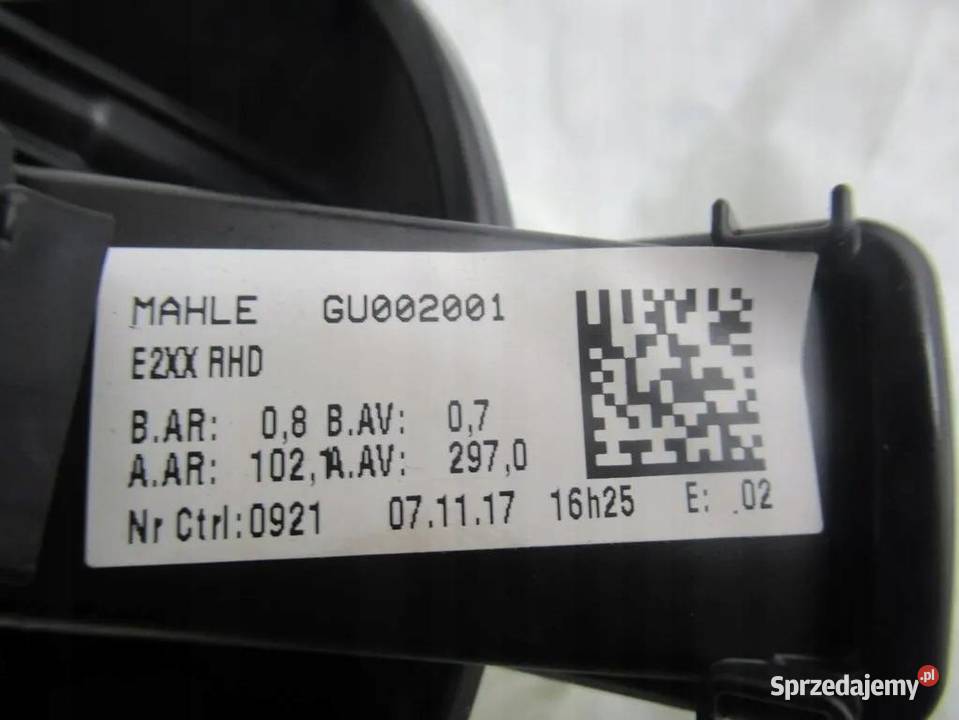 MAHLE GU002001
E2XX RHD
B.AR: 0,8 B.AV: 0,7
A.AR: 102,1A.AV: 297,0
Nr Ctrl:0921 07.11.17 16h25 E: .02
Sprzedajemy.pl